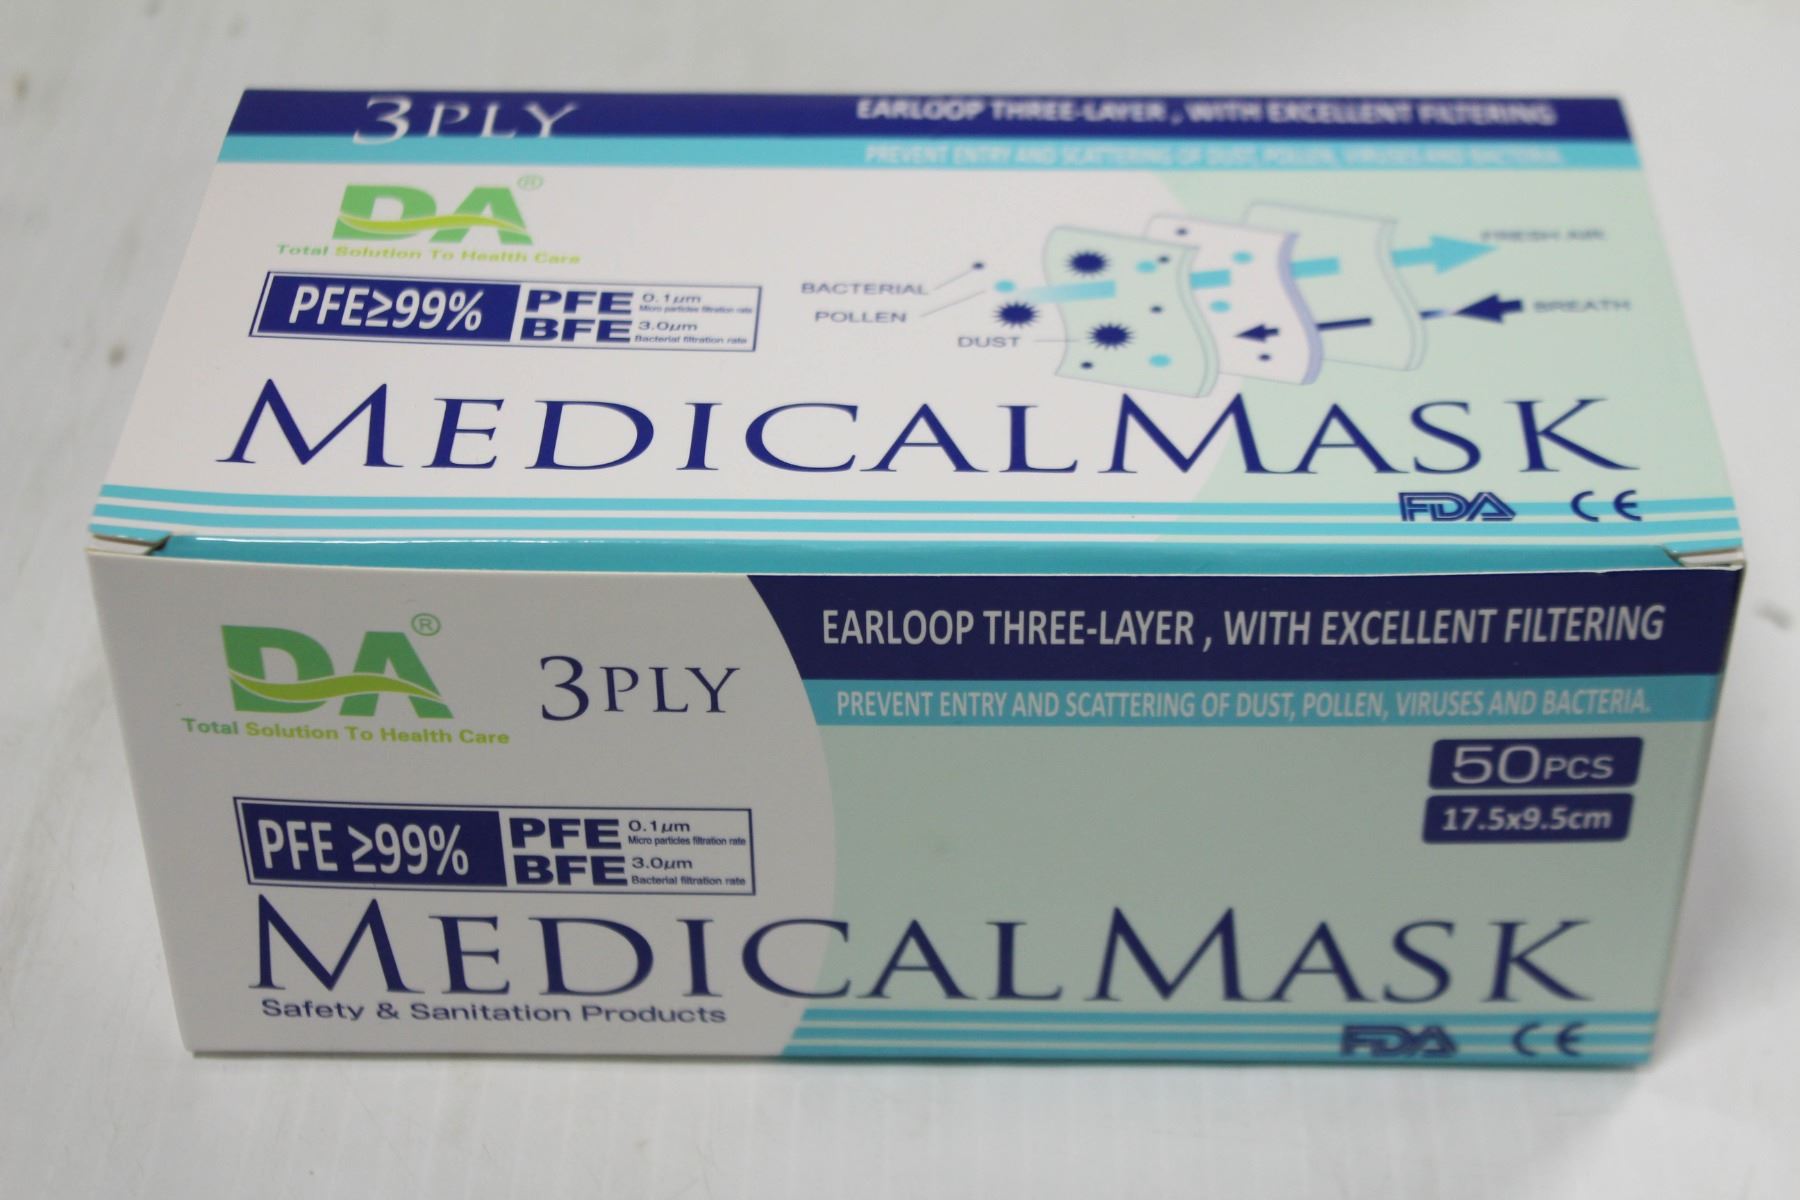 3PLY
EARLOOP THREE-LAYER , WITH EXCELLENT FILTERING
PREVENT ENTRY AND SCATTERING OF DUST, POLLEN, VIRUSES AND BACTERIA.
DA®
Total Solution To Health Care
PFE≥99%
PFE 0.1μm
Micro particles filtration rate
BFE 3.0μm
Bacterial filtration rate
BACTERIAL
POLLEN
DUST
FRESH AIR
BREATH
MEDICAL MASK
FDA CE
DA®
Total Solution To Health Care
3PLY
EARLOOP THREE-LAYER , WITH EXCELLENT FILTERING
PREVENT ENTRY AND SCATTERING OF DUST, POLLEN, VIRUSES AND BACTERIA.
50PCS
17.5x9.5cm
PFE ≥99%
PFE 0.1μm
Micro particles filtration rate
BFE 3.0μm
Bacterial filtration rate
MEDICAL MASK
Safety & Sanitation Products
FDA CE